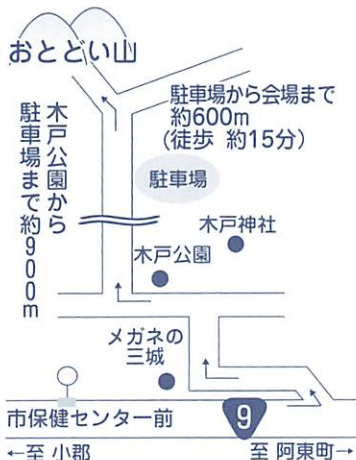 おとどい山
駐車場から会場まで
約600m
(徒歩 約15分)
木戸公園から
駐車場まで約900m
駐車場
木戸神社
木戸公園
メガネの
三城
市保健センター前
9
←至 小郡
至 阿東町→